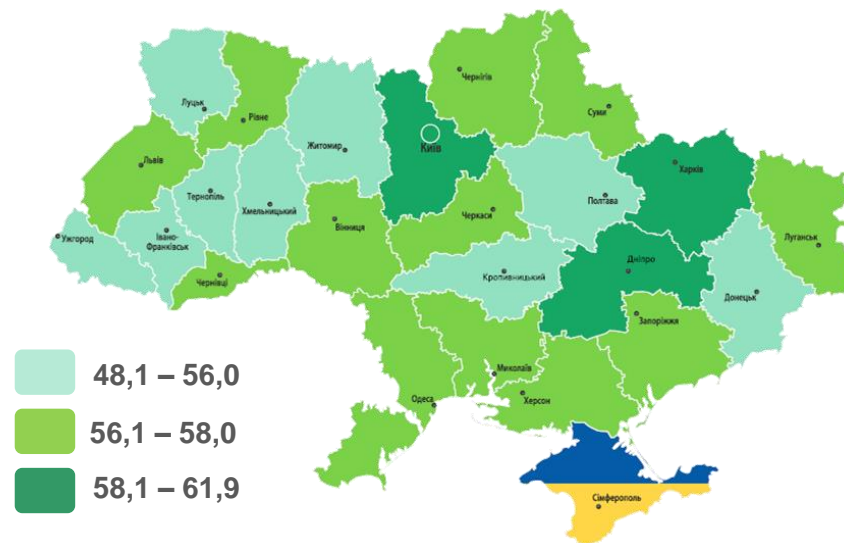 Чернігів
Луцьк
Рівне
Суми
Київ
Житомир
Львів
Харків
Тернопіль
Хмельницький
Полтава
Черкаси
Івано-
Франківськ
Ужгород
Вінниця
Луганськ
Чернівці
Кропивницький
Дніпро
Донецьк
Запоріжжя
Миколаїв
Одеса
Херсон
Сімферополь
48,1 – 56,0
56,1 – 58,0
58,1 – 61,9